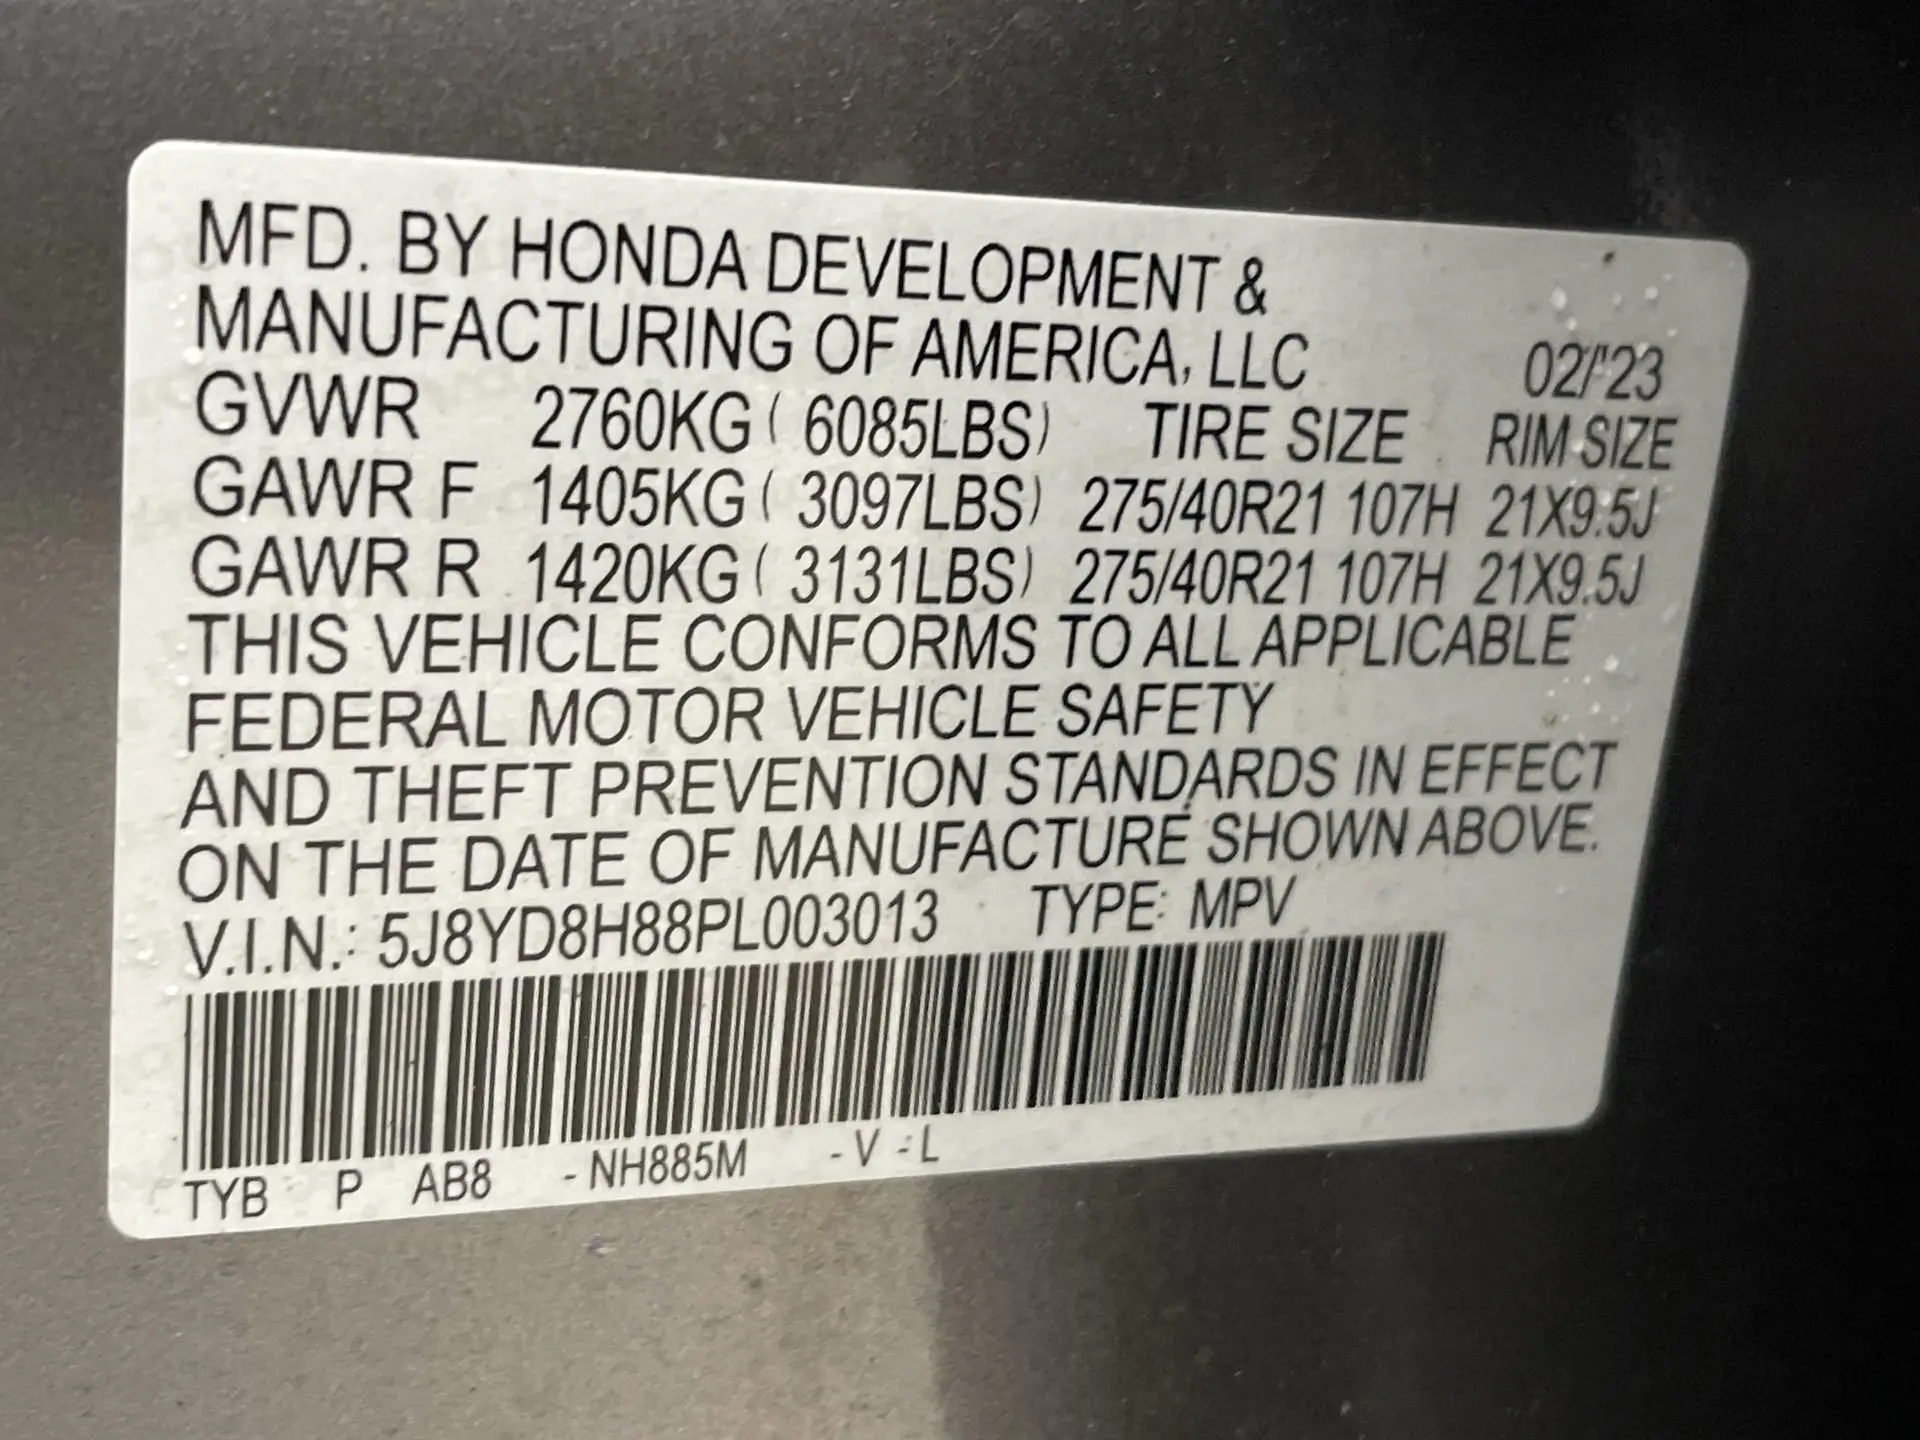 MFD. BY HONDA DEVELOPMENT &
MANUFACTURING OF AMERICA, LLC 02/'23
GVWR 2760KG ( 6085LBS) TIRE SIZE RIM SIZE
GAWR F 1405KG ( 3097LBS) 275/40R21 107H 21X9.5J
GAWR R 1420KG ( 3131LBS) 275/40R21 107H 21X9.5J
THIS VEHICLE CONFORMS TO ALL APPLICABLE
FEDERAL MOTOR VEHICLE SAFETY
AND THEFT PREVENTION STANDARDS IN EFFECT
ON THE DATE OF MANUFACTURE SHOWN ABOVE.
V.I.N.: 5J8YD8H88PL003013 TYPE: MPV
TYB P AB8 - NH885M - V - L